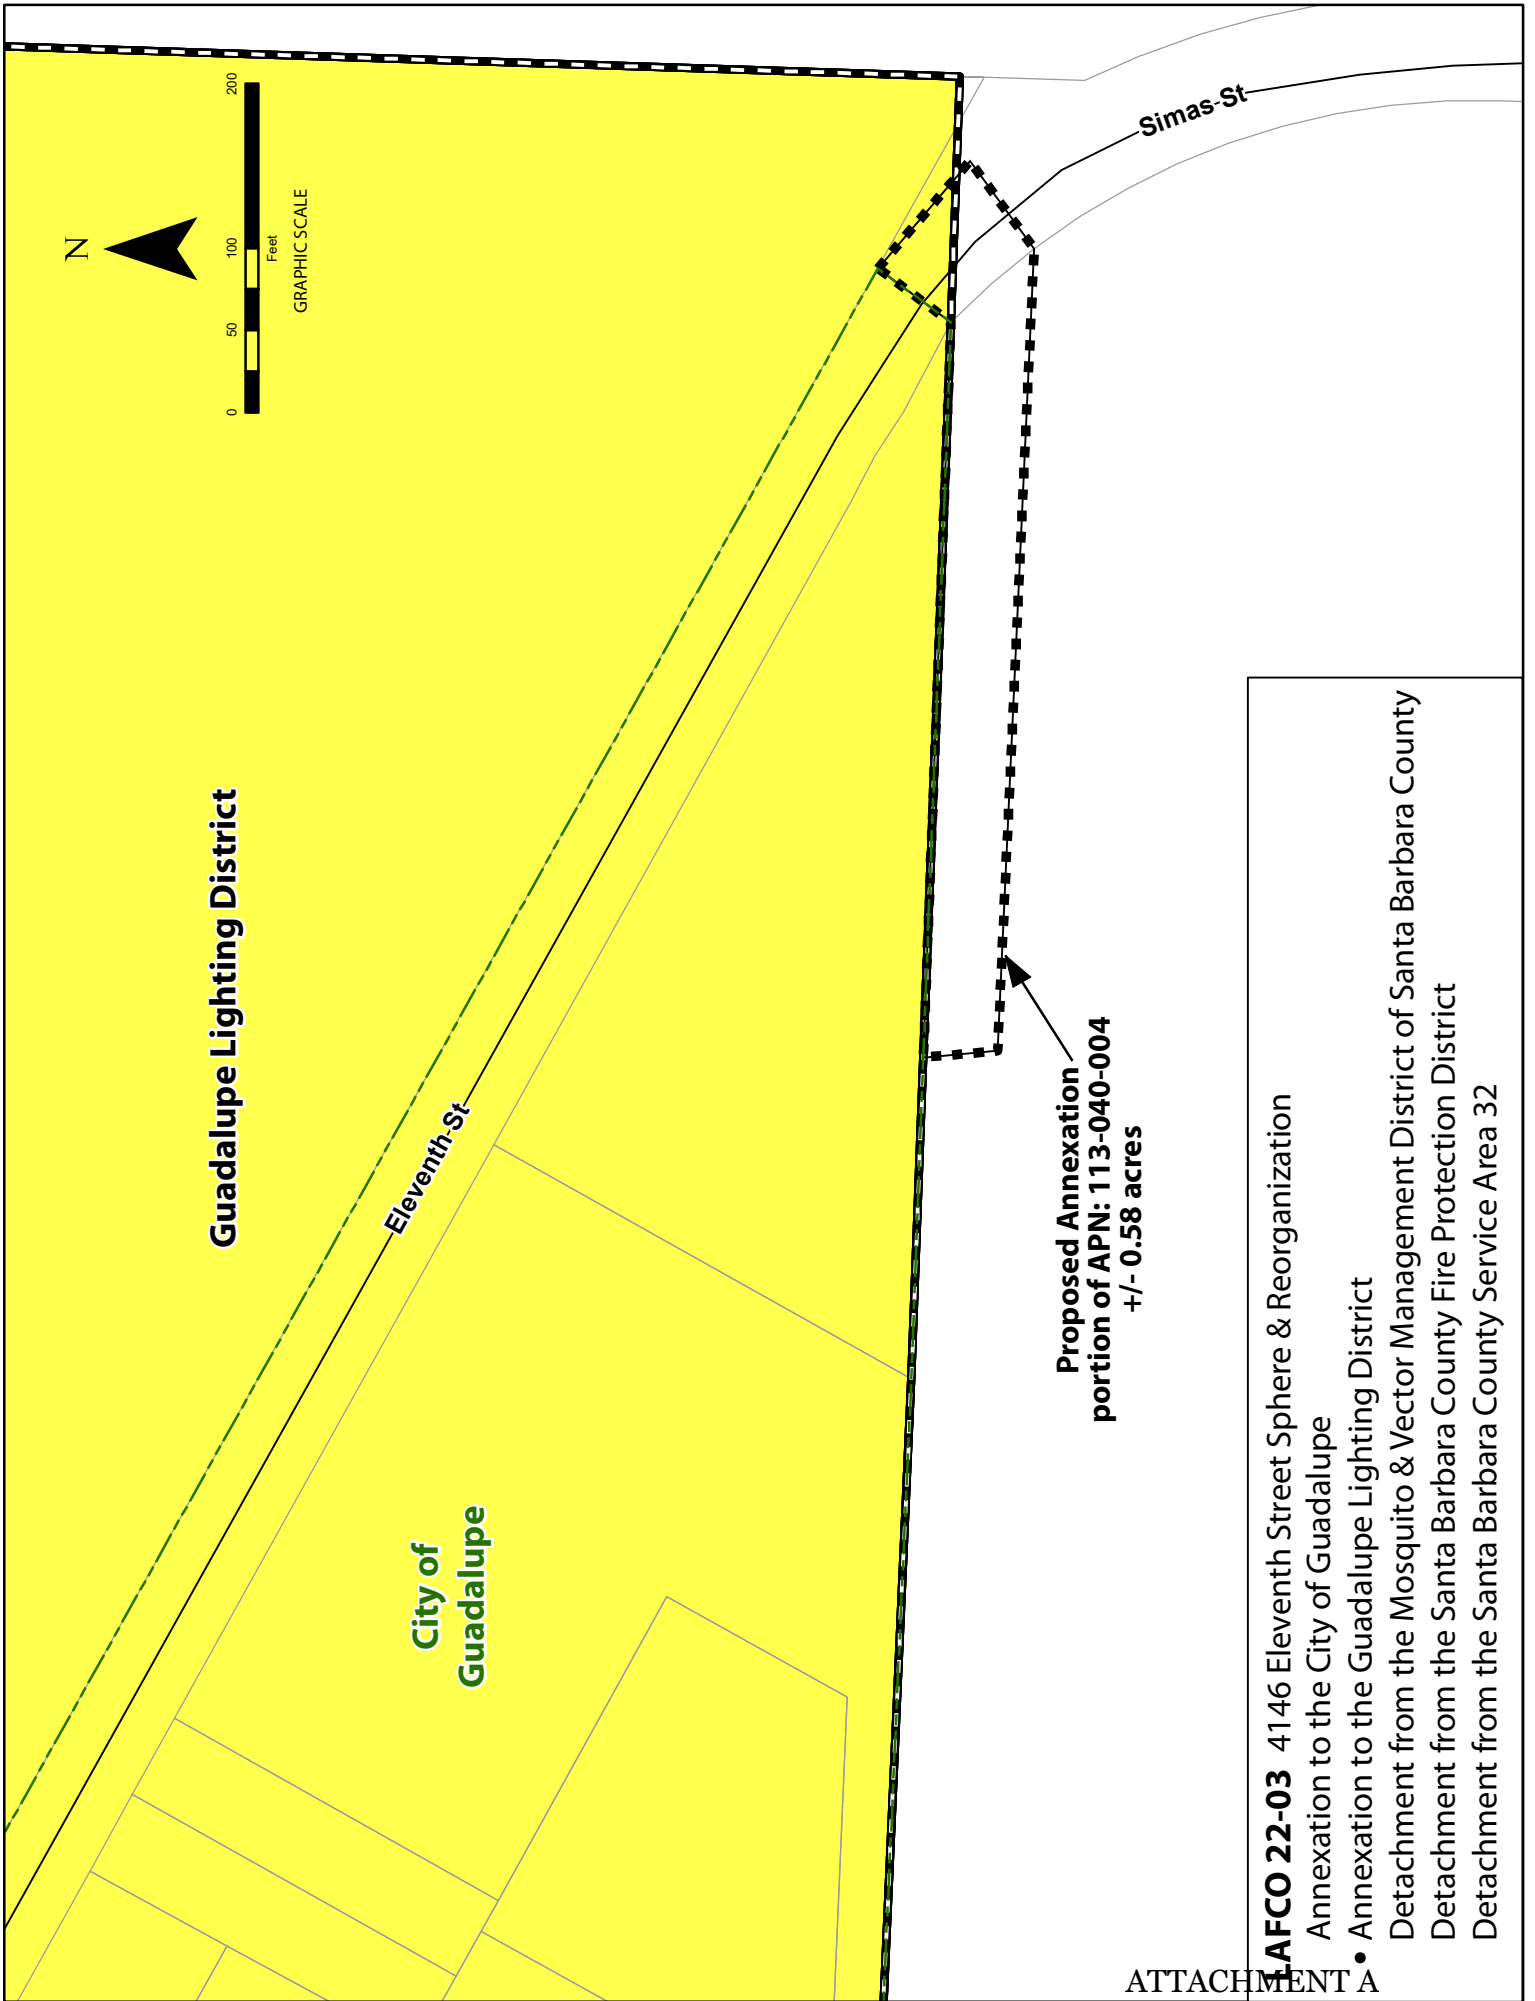 N
0 50 100 200
Feet
GRAPHIC SCALE
Guadalupe Lighting District
Simas St
Eleventh St
City of
Guadalupe
Proposed Annexation
portion of APN: 113-040-004
+/- 0.58 acres
LAFCO 22-03 4146 Eleventh Street Sphere & Reorganization
Annexation to the City of Guadalupe
• Annexation to the Guadalupe Lighting District
Detachment from the Mosquito & Vector Management District of Santa Barbara County
Detachment from the Santa Barbara County Fire Protection District
Detachment from the Santa Barbara County Service Area 32
ATTACHMENT A